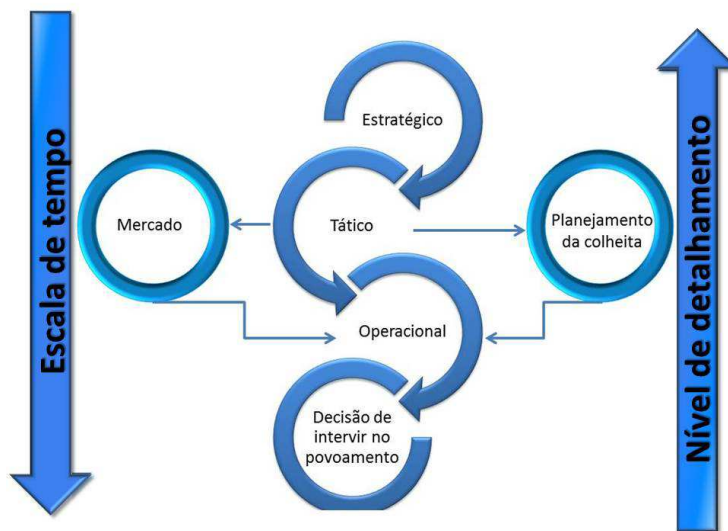 Escala de tempo
Estratégico
Mercado
Tático
Planejamento
da colheita
Operacional
Decisão de
intervir no
povoamento
Nível de detalhamento